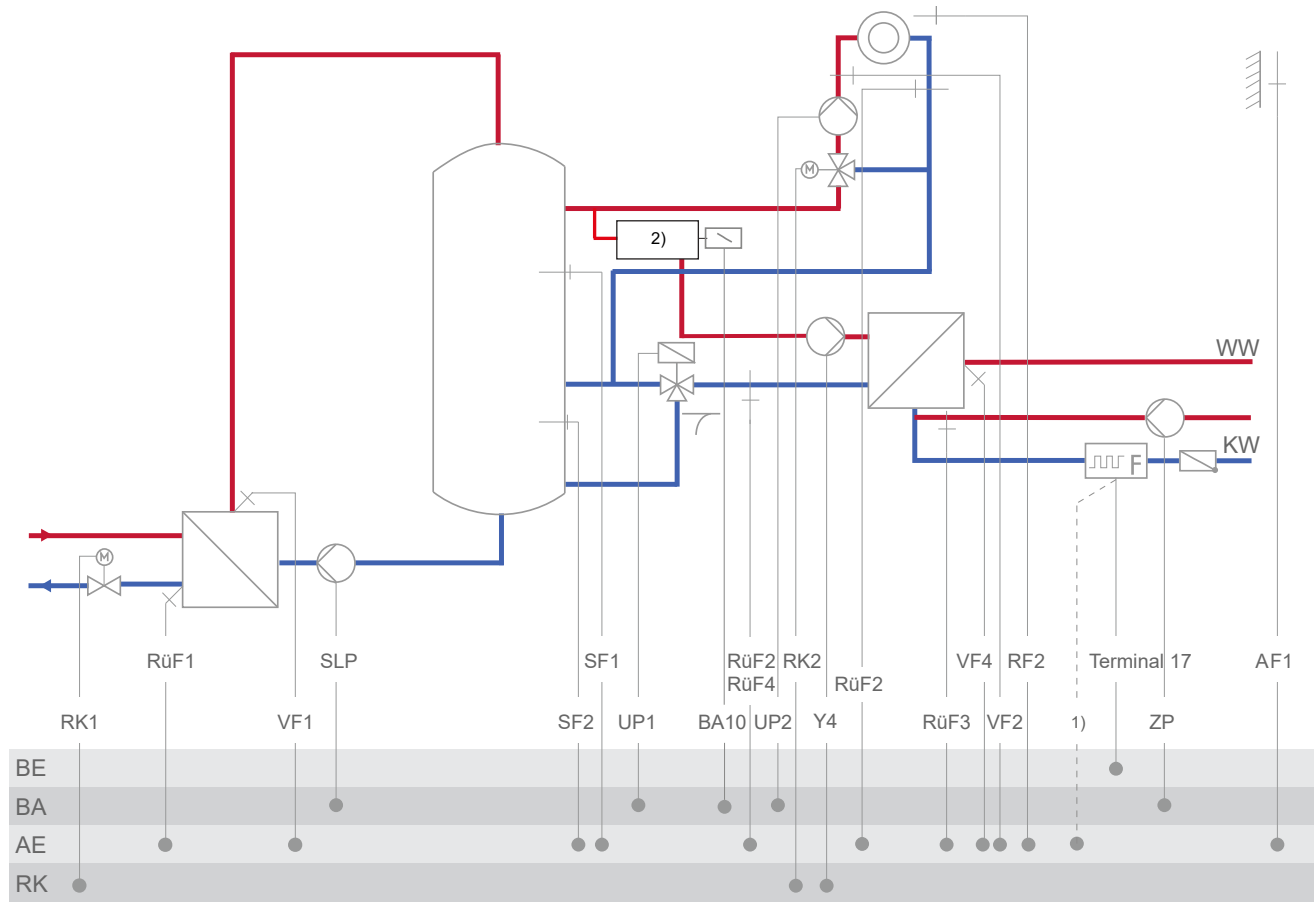 M
2)
WW
KW
F
M
RüF1
SLP
SF1
RüF2
RüF4
RK2
RüF2
VF4
RF2
Terminal 17
AF1
RK1
VF1
SF2
UP1
BA10
UP2
Y4
RüF3
VF2
1)
ZP
BE
BA
AE
RK